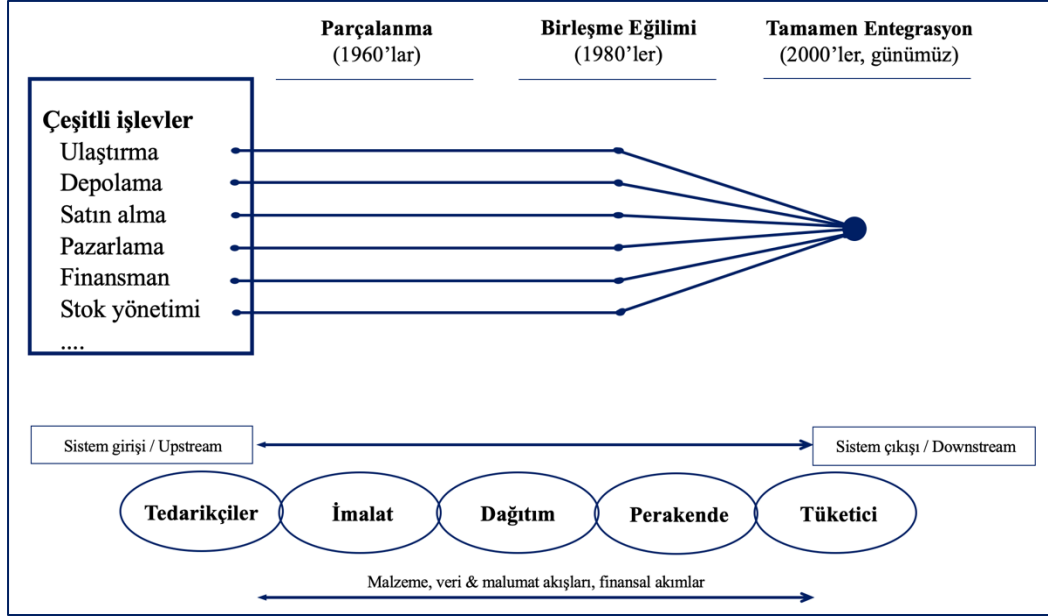 Parçalanma
(1960’lar)
Birleşme Eğilimi
(1980’ler)
Tamamen Entegrasyon
(2000’ler, günümüz)
Çeşitli işlevler
Ulaştırma
Depolama
Satın alma
Pazarlama
Finansman
Stok yönetimi
....
Sistem girişi / Upstream
Sistem çıkışı / Downstream
Tedarikçiler
İmalat
Dağıtım
Perakende
Tüketici
Malzeme, veri & malumat akışları, finansal akımlar